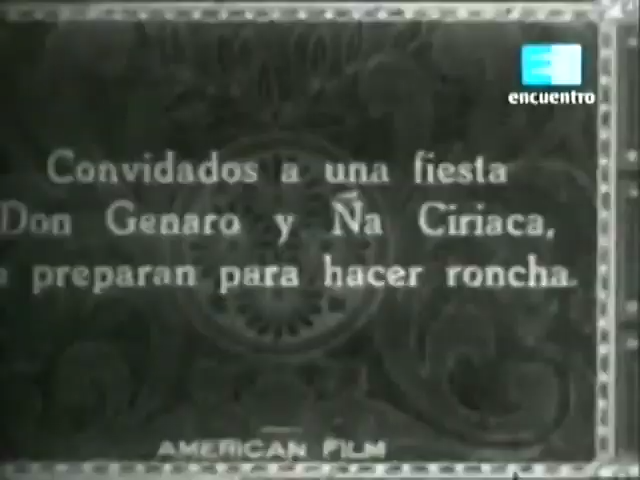 encuentro
Convidados a una fiesta
Don Genaro y Ña Ciriaca,
preparan para hacer roncha.
AMERICAN FILM